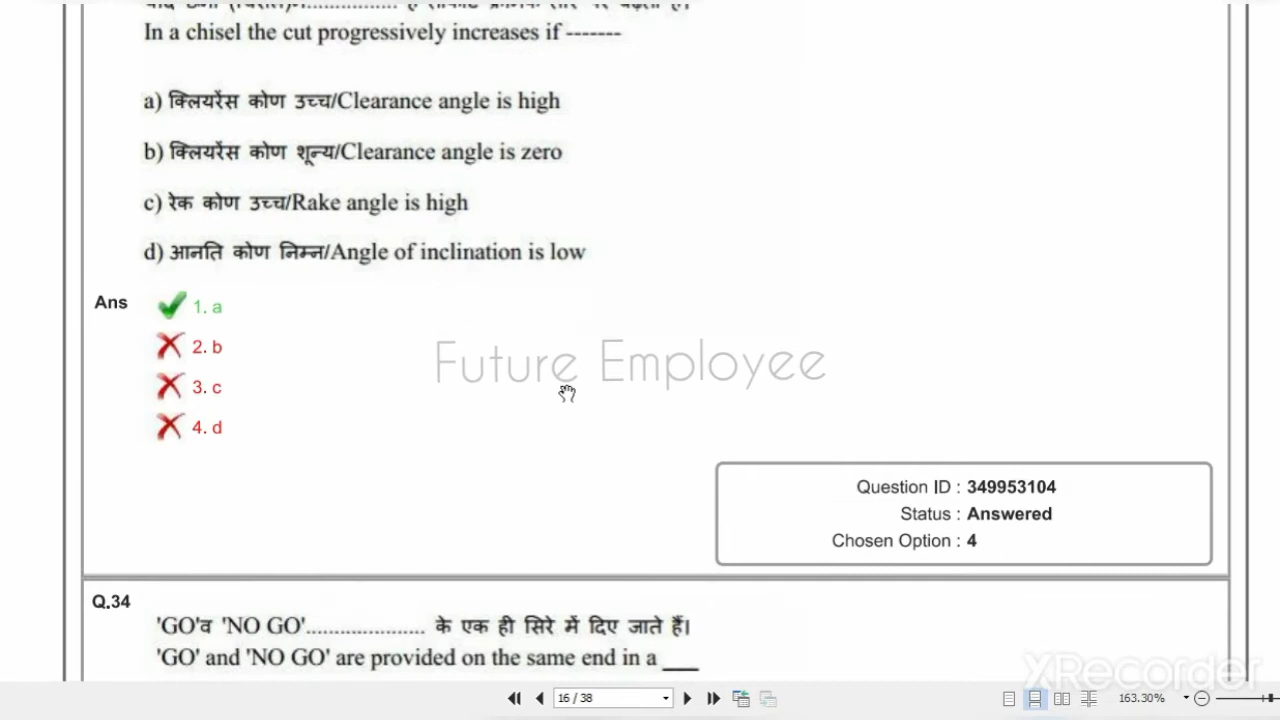 In a chisel the cut progressively increases if -------
a) क्लियरेंस कोण उच्च/Clearance angle is high
b) क्लियरेंस कोण शून्य/Clearance angle is zero
c) रेक कोण उच्च/Rake angle is high
d) आनति कोण निम्न/Angle of inclination is low
Ans
1. a
2. b
3. c
4. d
Future Employee
Question ID : 349953104
Status : Answered
Chosen Option : 4
Q.34
'GO'व 'NO GO'..................... के एक ही सिरे में दिए जाते हैं।
'GO' and 'NO GO' are provided on the same end in a ___
XRecorder
16 / 38
163.30%